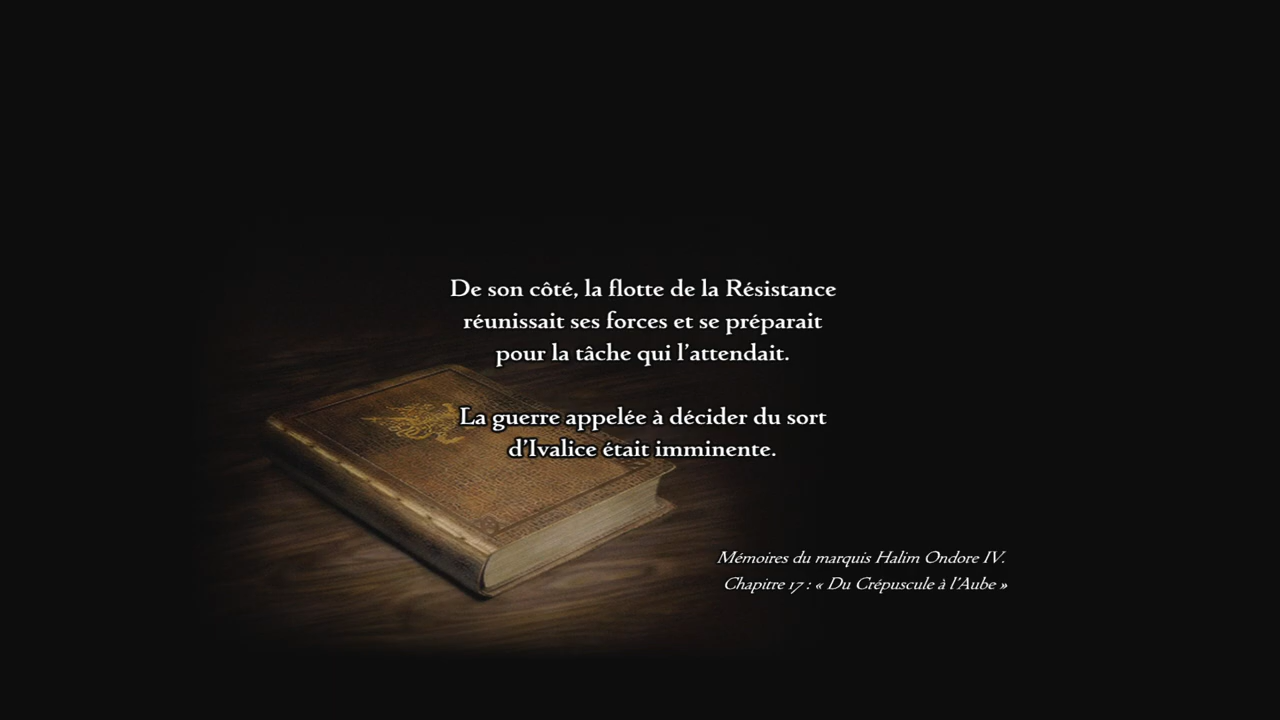 De son côté, la flotte de la Résistance
réunissait ses forces et se préparait
pour la tâche qui l’attendait.
La guerre appelée à décider du sort
d’Ivalice était imminente.
Mémoires du marquis Halim Ondore IV.
Chapitre 17 : « Du Crépuscule à l’Aube »